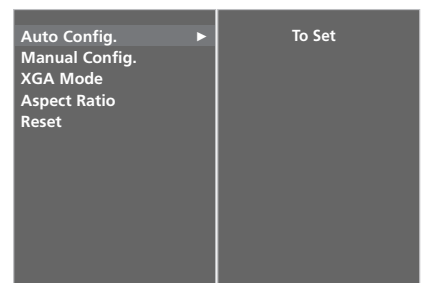 Auto Config. ► To Set
Manual Config.
XGA Mode
Aspect Ratio
Reset